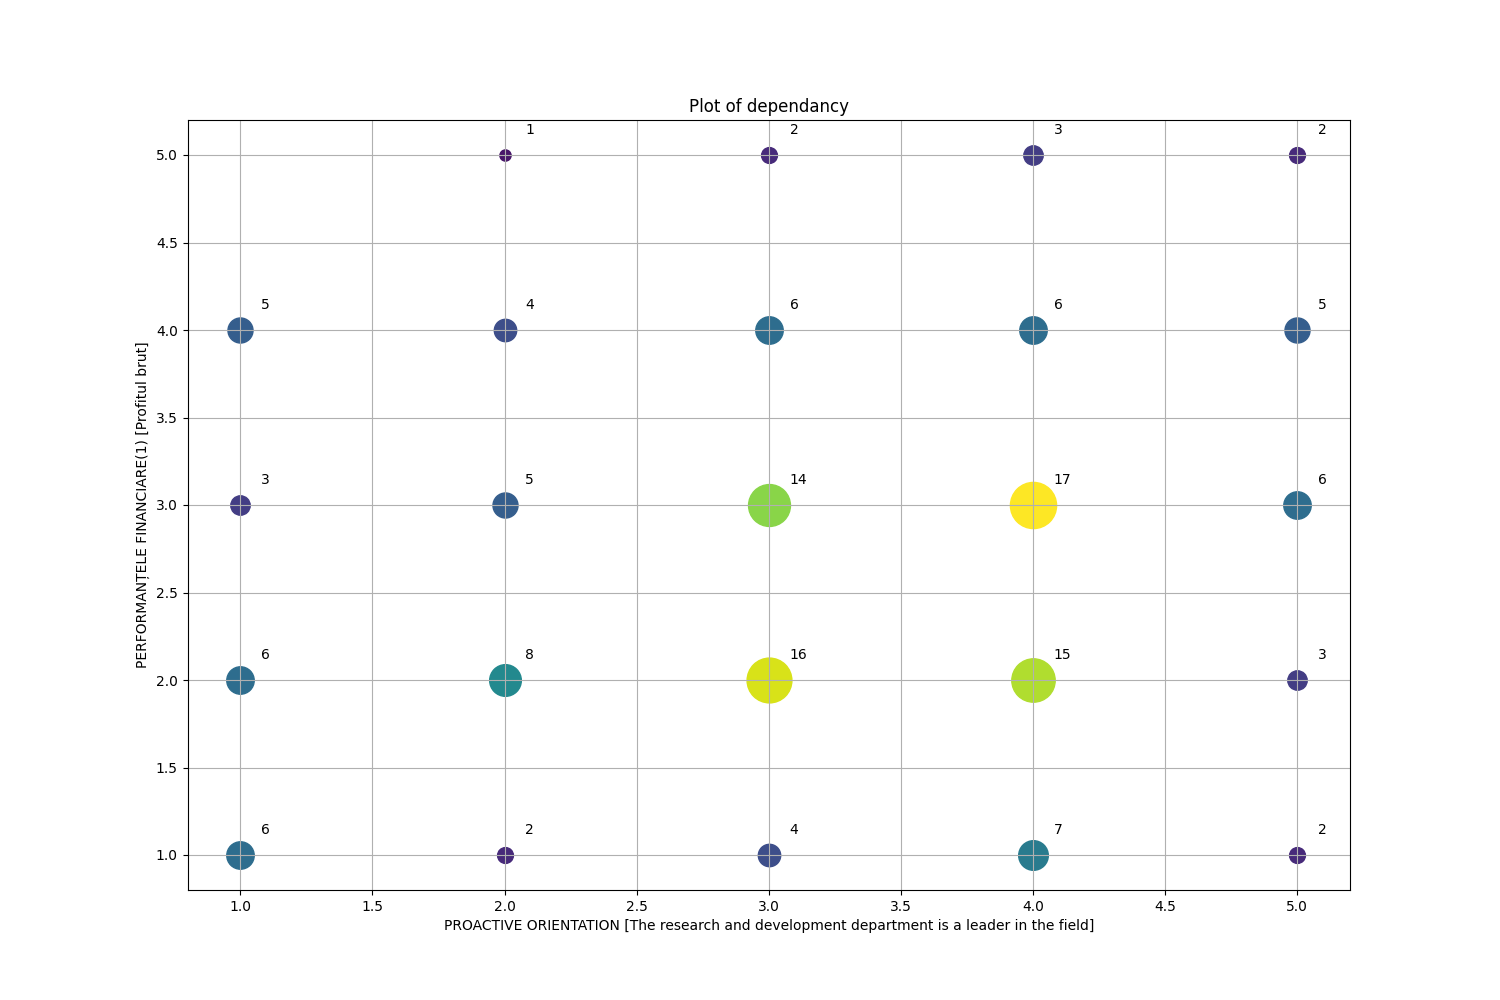 Plot of dependancy
1 2 3 2
5.0
4.5
5 4 6 6 5
4.0
3.5
3 5 14 17 6
3.0
2.5
6 8 16 15 3
2.0
1.5
6 2 4 7 2
1.0
1.0 1.5 2.0 2.5 3.0 3.5 4.0 4.5 5.0
PROACTIVE ORIENTATION [The research and development department is a leader in the field]
PERFORMANȚELE FINANCIARE(1) [Profitul brut]